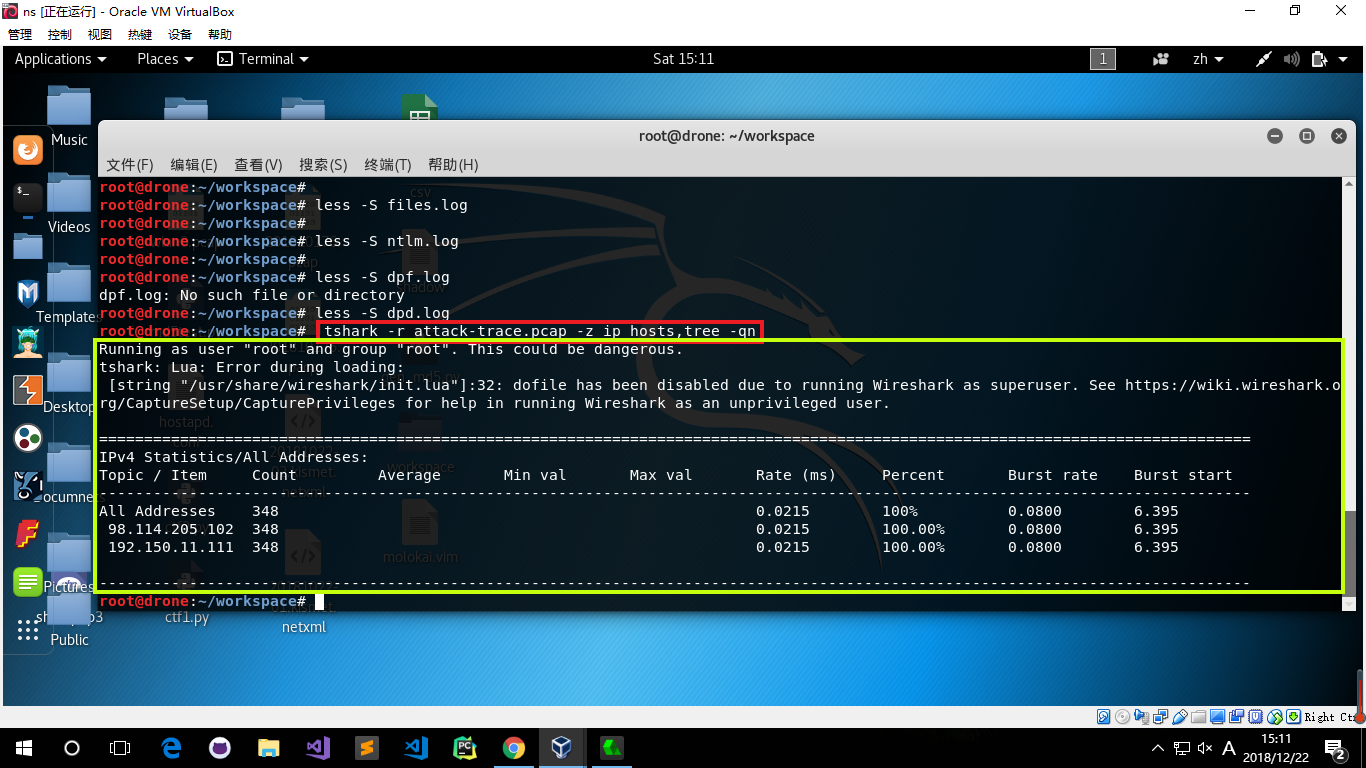 ns [正在运行] - Oracle VM VirtualBox
管理 控制 视图 热键 设备 帮助
Applications Places Terminal Sat 15:11 1 zh
Music
root@drone: ~/workspace
文件(F) 编辑(E) 查看(V) 搜索(S) 终端(T) 帮助(H)
root@drone:~/workspace#
root@drone:~/workspace# less -S files.log
root@drone:~/workspace#
root@drone:~/workspace# less -S ntlm.log
root@drone:~/workspace#
root@drone:~/workspace# less -S dpf.log
dpf.log: No such file or directory
root@drone:~/workspace# less -S dpd.log
root@drone:~/workspace# tshark -r attack-trace.pcap -z ip_hosts,tree -qn
Running as user "root" and group "root". This could be dangerous.
tshark: Lua: Error during loading:
[string "/usr/share/wireshark/init.lua"]:32: dofile has been disabled due to running Wireshark as superuser. See https://wiki.wireshark.o
rg/CaptureSetup/CapturePrivileges for help in running Wireshark as an unprivileged user.
===================================================================================================
IPv4 Statistics/All Addresses:
Topic / Item Count Average Min val Max val Rate (ms) Percent Burst rate Burst start
---------------------------------------------------------------------------------------------------
All Addresses 348 0.0215 100% 0.0800 6.395
98.114.205.102 348 0.0215 100.00% 0.0800 6.395
192.150.11.111 348 0.0215 100.00% 0.0800 6.395
---------------------------------------------------------------------------------------------------
root@drone:~/workspace#
Videos
Templates
Desktop
Pictures
Public
csv
shadow
hostapd.
conf
workspace
molokai.vim
ctf1.py
netxml
Right Ctrl
15:11
2018/12/22
2